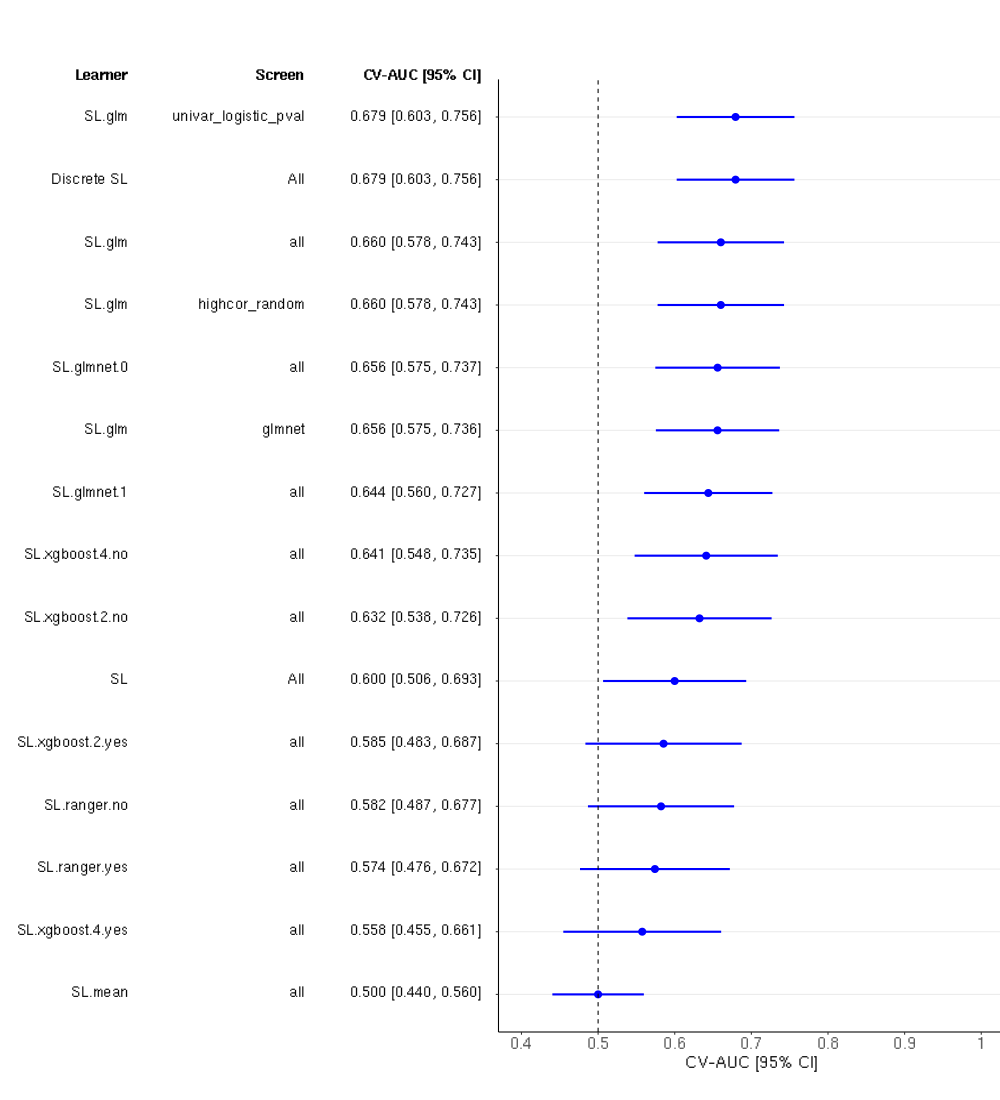 Learner Screen CV-AUC [95% CI]
SL.glm univar_logistic_pval 0.679 [0.603, 0.756]
Discrete SL All 0.679 [0.603, 0.756]
SL.glm all 0.660 [0.578, 0.743]
SL.glm highcor_random 0.660 [0.578, 0.743]
SL.glmnet.0 all 0.656 [0.575, 0.737]
SL.glm glmnet 0.656 [0.575, 0.736]
SL.glmnet.1 all 0.644 [0.560, 0.727]
SL.xgboost.4.no all 0.641 [0.548, 0.735]
SL.xgboost.2.no all 0.632 [0.538, 0.726]
SL All 0.600 [0.506, 0.693]
SL.xgboost.2.yes all 0.585 [0.483, 0.687]
SL.ranger.no all 0.582 [0.487, 0.677]
SL.ranger.yes all 0.574 [0.476, 0.672]
SL.xgboost.4.yes all 0.558 [0.455, 0.661]
SL.mean all 0.500 [0.440, 0.560]
0.4 0.5 0.6 0.7 0.8 0.9 1
CV-AUC [95% CI]